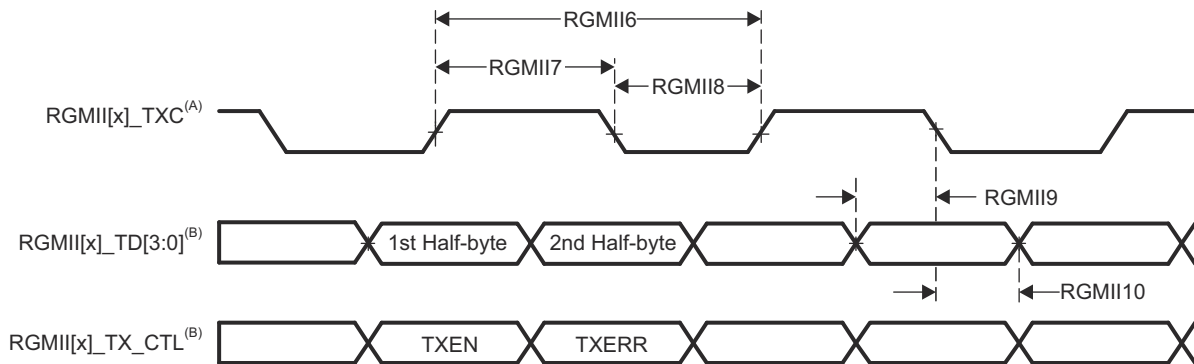 RGMII6
RGMII7
RGMII8
RGMII[x]_TXC(A)
RGMII9
RGMII[x]_TD[3:0](B)
1st Half-byte
2nd Half-byte
RGMII10
RGMII[x]_TX_CTL(B)
TXEN
TXERR